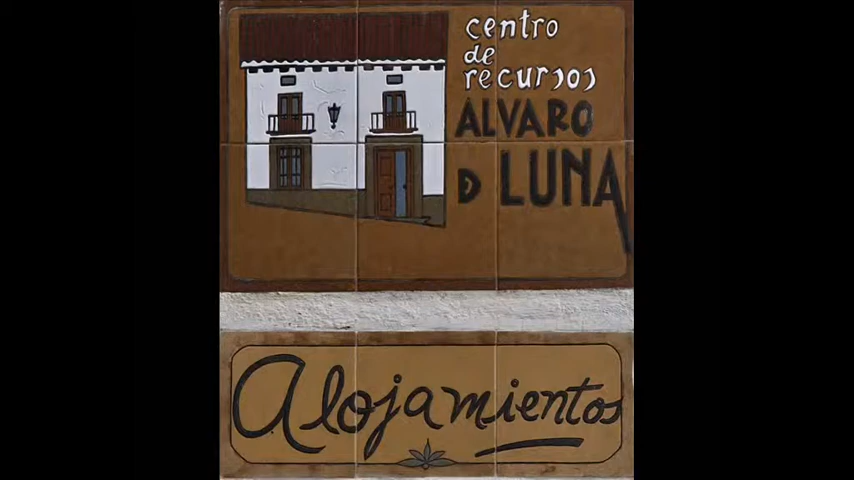 centro
de
recursos
ALVARO
D LUNA
Alojamientos